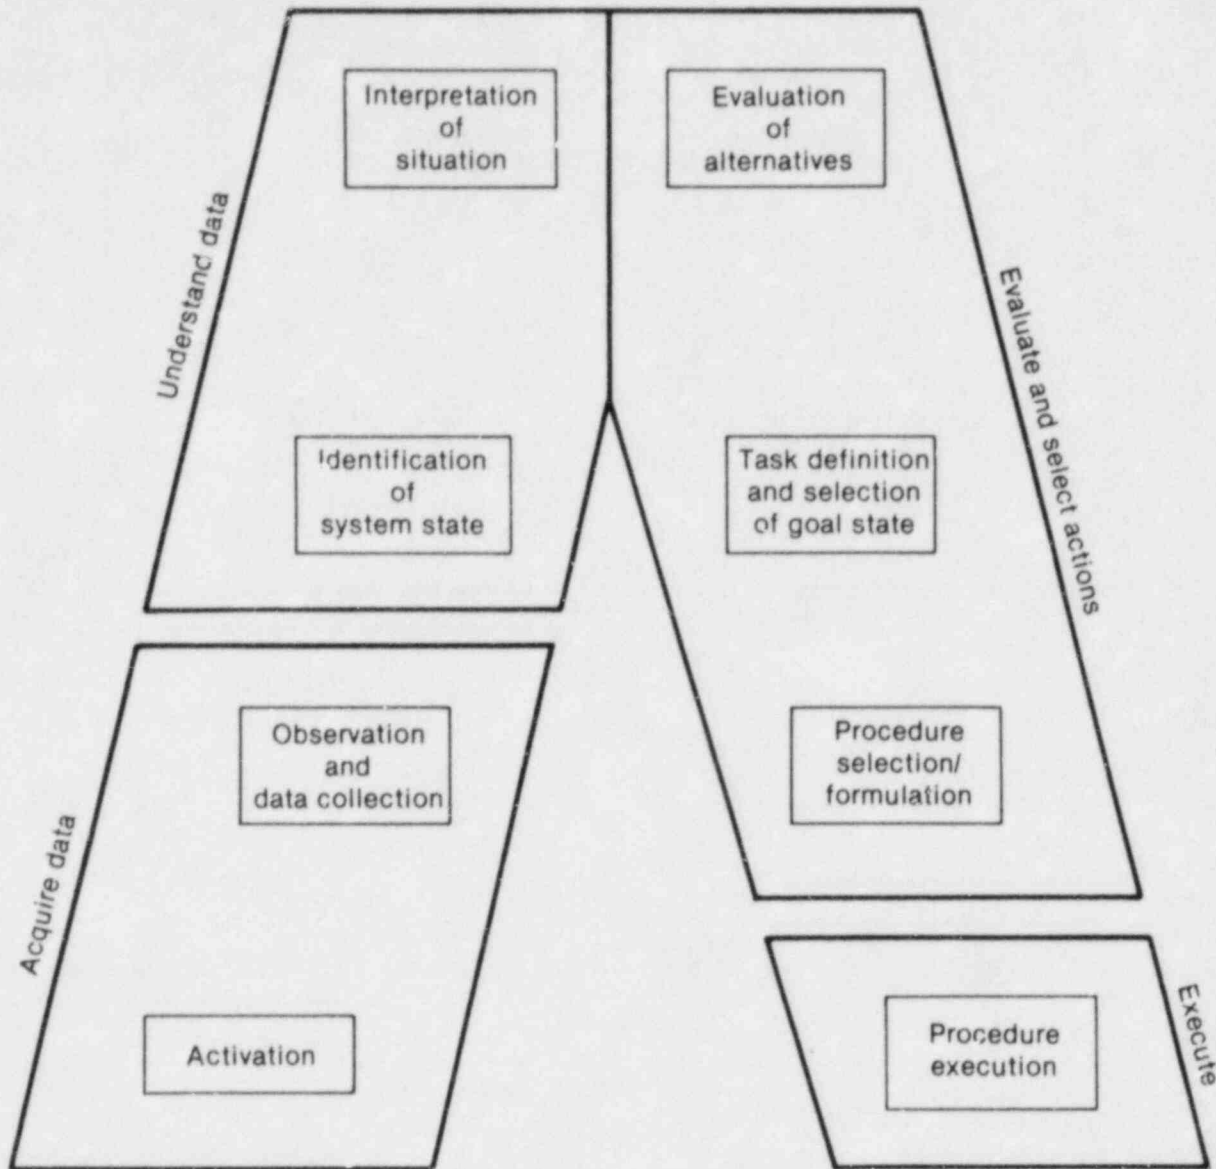 Interpretation
of
situation
Evaluation
of
alternatives
Understand data
Evaluate and select actions
Identification
of
system state
Task definition
and selection
of goal state
Observation
and
data collection
Procedure
selection/
formulation
Acquire data
Activation
Procedure
execution
Execute